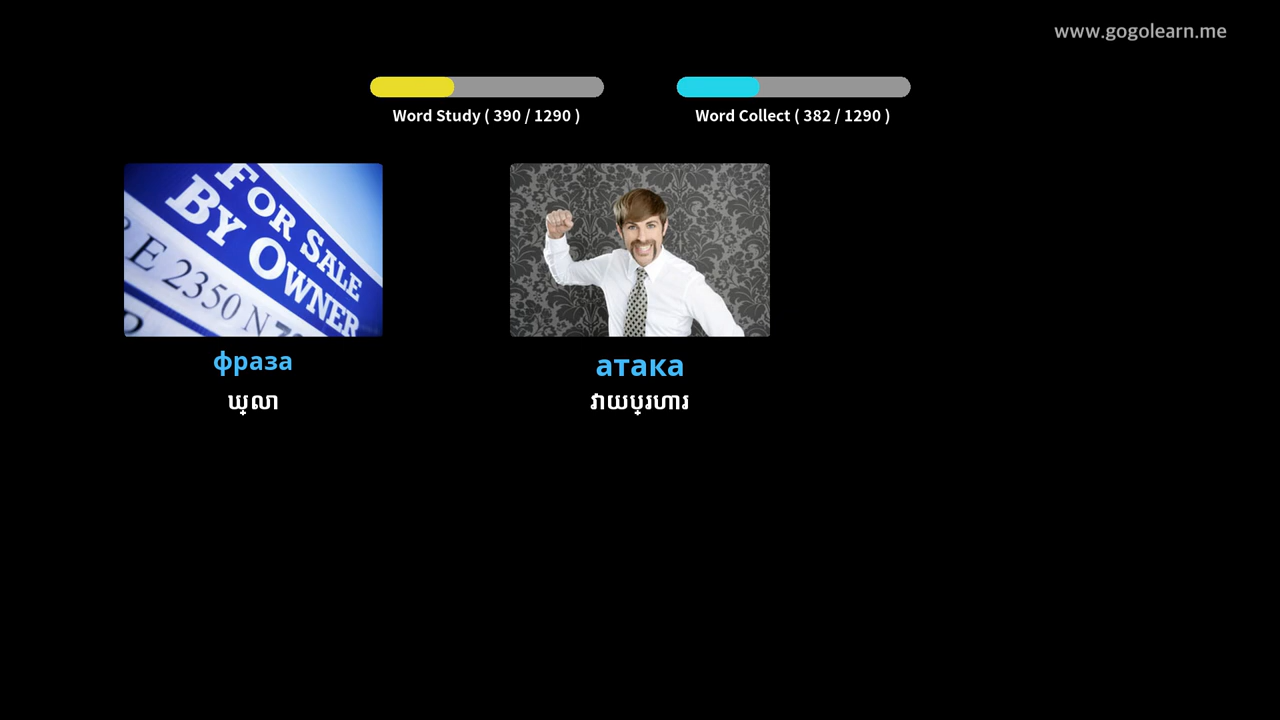 www.gogolearn.me
Word Study ( 390 / 1290 )
Word Collect ( 382 / 1290 )
FOR SALE
BY OWNER
E 2350 N
фраза
атака
ឃ្លា
វាយប្រហារ